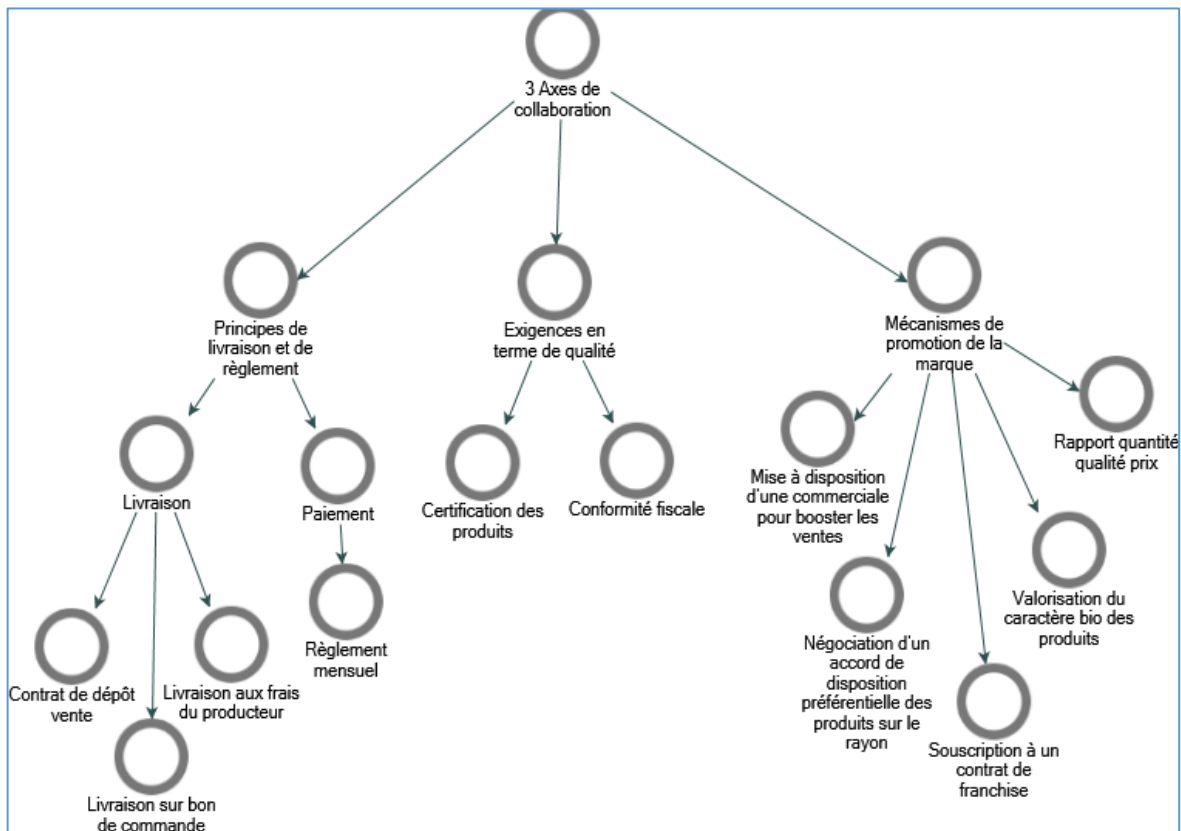 3 Axes de
collaboration
Principes de
livraison et de
règlement
Exigences en
terme de qualité
Mécanismes de
promotion de la
marque
Livraison
Paiement
Certification des
produits
Conformité fiscale
Mise à disposition
d'une commerciale
pour booster les
ventes
Rapport quantité
qualité prix
Contrat de dépôt
vente
Livraison aux frais
du producteur
Règlement
mensuel
Négociation d'un
accord de
disposition
préférentielle des
produits sur le
rayon
Valorisation du
caractère bio des
produits
Livraison sur bon
de commande
Souscription à un
contrat de
franchise